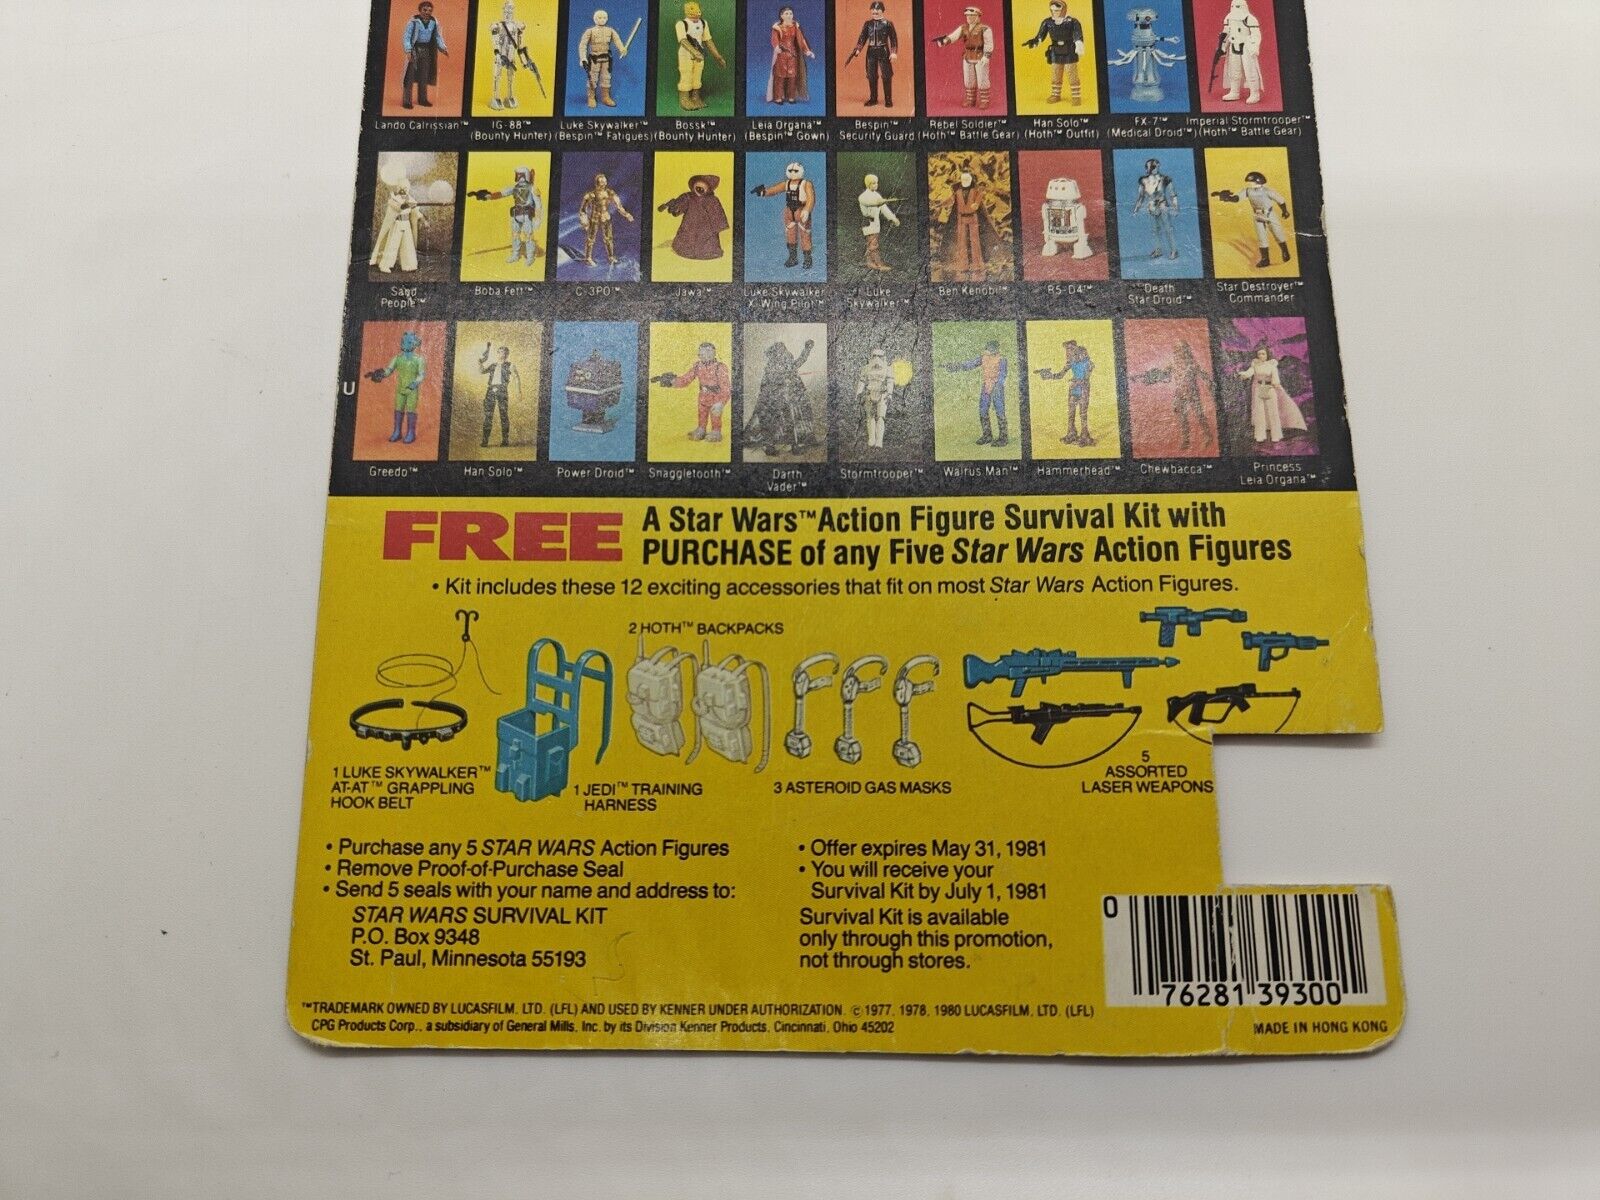 Lando Calrissian™ IG-88™ Luke Skywalker™ Bossk™ Leia Organa™ Bespin™ Rebel Soldier™ Han Solo™ FX-7™ Imperial Stormtrooper™
(Bounty Hunter) (Bespin™ Fatigues) (Bounty Hunter) (Bespin™ Gown) Security Guard (Hoth™ Battle Gear) (Hoth™ Outfit) (Medical Droid™) (Hoth™ Battle Gear)
Sand Boba Fett™ C-3PO™ Jawa™ Luke Skywalker Luke Ben Kenobi™ R5-D4™ Death Star Destroyer™
People™ X-Wing Pilot™ Skywalker™ Star Droid™ Commander
U
Greedo™ Han Solo™ Power Droid™ Snaggletooth™ Darth Stormtrooper™ Walrus Man™ Hammerhead™ Chewbacca™ Princess
Vader™ Leia Organa™
FREE A Star Wars™ Action Figure Survival Kit with
PURCHASE of any Five Star Wars Action Figures
• Kit includes these 12 exciting accessories that fit on most Star Wars Action Figures.
2 HOTH™ BACKPACKS
1 LUKE SKYWALKER™
AT-AT™ GRAPPLING
HOOK BELT
1 JEDI™ TRAINING
HARNESS
3 ASTEROID GAS MASKS
5
ASSORTED
LASER WEAPONS
• Purchase any 5 STAR WARS Action Figures
• Remove Proof-of-Purchase Seal
• Send 5 seals with your name and address to:
STAR WARS SURVIVAL KIT
P.O. Box 9348
St. Paul, Minnesota 55193
• Offer expires May 31, 1981
• You will receive your
Survival Kit by July 1, 1981
Survival Kit is available
only through this promotion,
not through stores.
0 76281 39300
™TRADEMARK OWNED BY LUCASFILM, LTD. (LFL) AND USED BY KENNER UNDER AUTHORIZATION. © 1977, 1978, 1980 LUCASFILM, LTD. (LFL)
CPG Products Corp., a subsidiary of General Mills, Inc. by its Division Kenner Products, Cincinnati, Ohio 45202
MADE IN HONG KONG